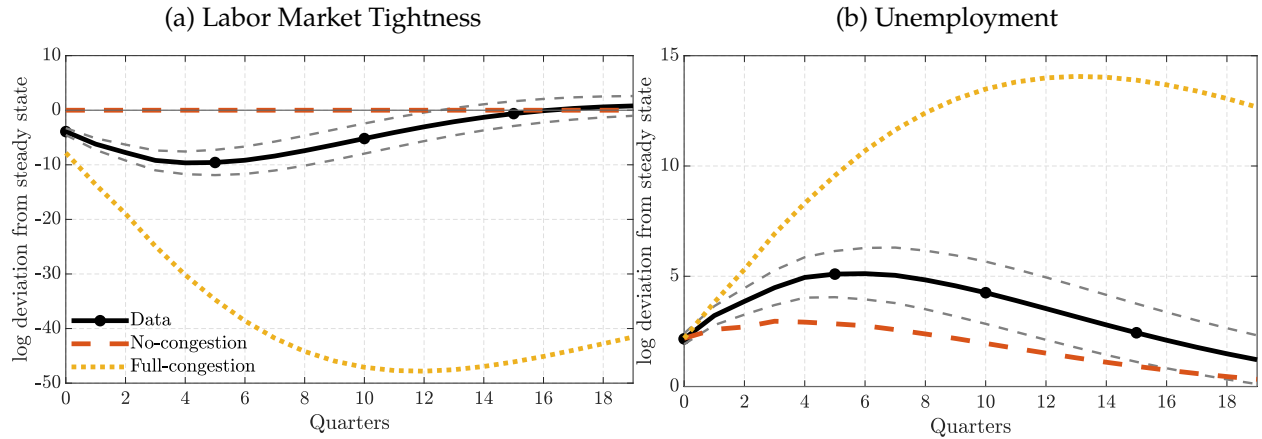 (a) Labor Market Tightness
log deviation from steady state
10
0
-10
-20
-30
-40
-50
Data
No-congestion
Full-congestion
0 2 4 6 8 10 12 14 16 18
Quarters
(b) Unemployment
log deviation from steady state
15
10
5
0
0 2 4 6 8 10 12 14 16 18
Quarters